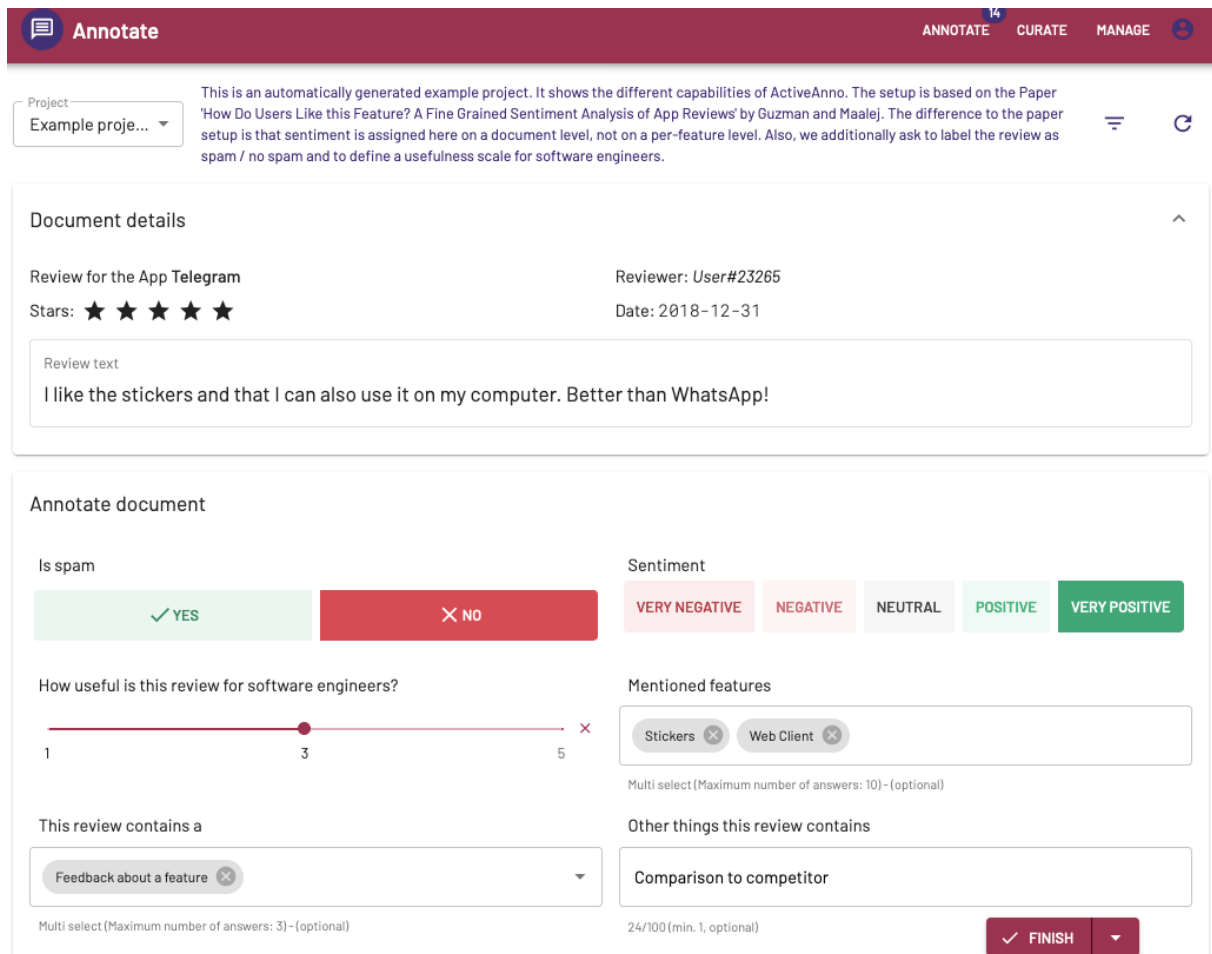 Annotate
ANNOTATE 14 CURATE MANAGE
Project
Example proje...
This is an automatically generated example project. It shows the different capabilities of ActiveAnno. The setup is based on the Paper
'How Do Users Like this Feature? A Fine Grained Sentiment Analysis of App Reviews' by Guzman and Maalej. The difference to the paper
setup is that sentiment is assigned here on a document level, not on a per-feature level. Also, we additionally ask to label the review as
spam / no spam and to define a usefulness scale for software engineers.
Document details
Review for the App Telegram
Reviewer: User#23265
Stars:
Date: 2018-12-31
Review text
I like the stickers and that I can also use it on my computer. Better than WhatsApp!
Annotate document
Is spam
YES
NO
Sentiment
VERY NEGATIVE
NEGATIVE
NEUTRAL
POSITIVE
VERY POSITIVE
How useful is this review for software engineers?
1 3 5
Mentioned features
Stickers
Web Client
Multi select (Maximum number of answers: 10) - (optional)
This review contains a
Feedback about a feature
Multi select (Maximum number of answers: 3) - (optional)
Other things this review contains
Comparison to competitor
24/100 (min. 1, optional)
FINISH